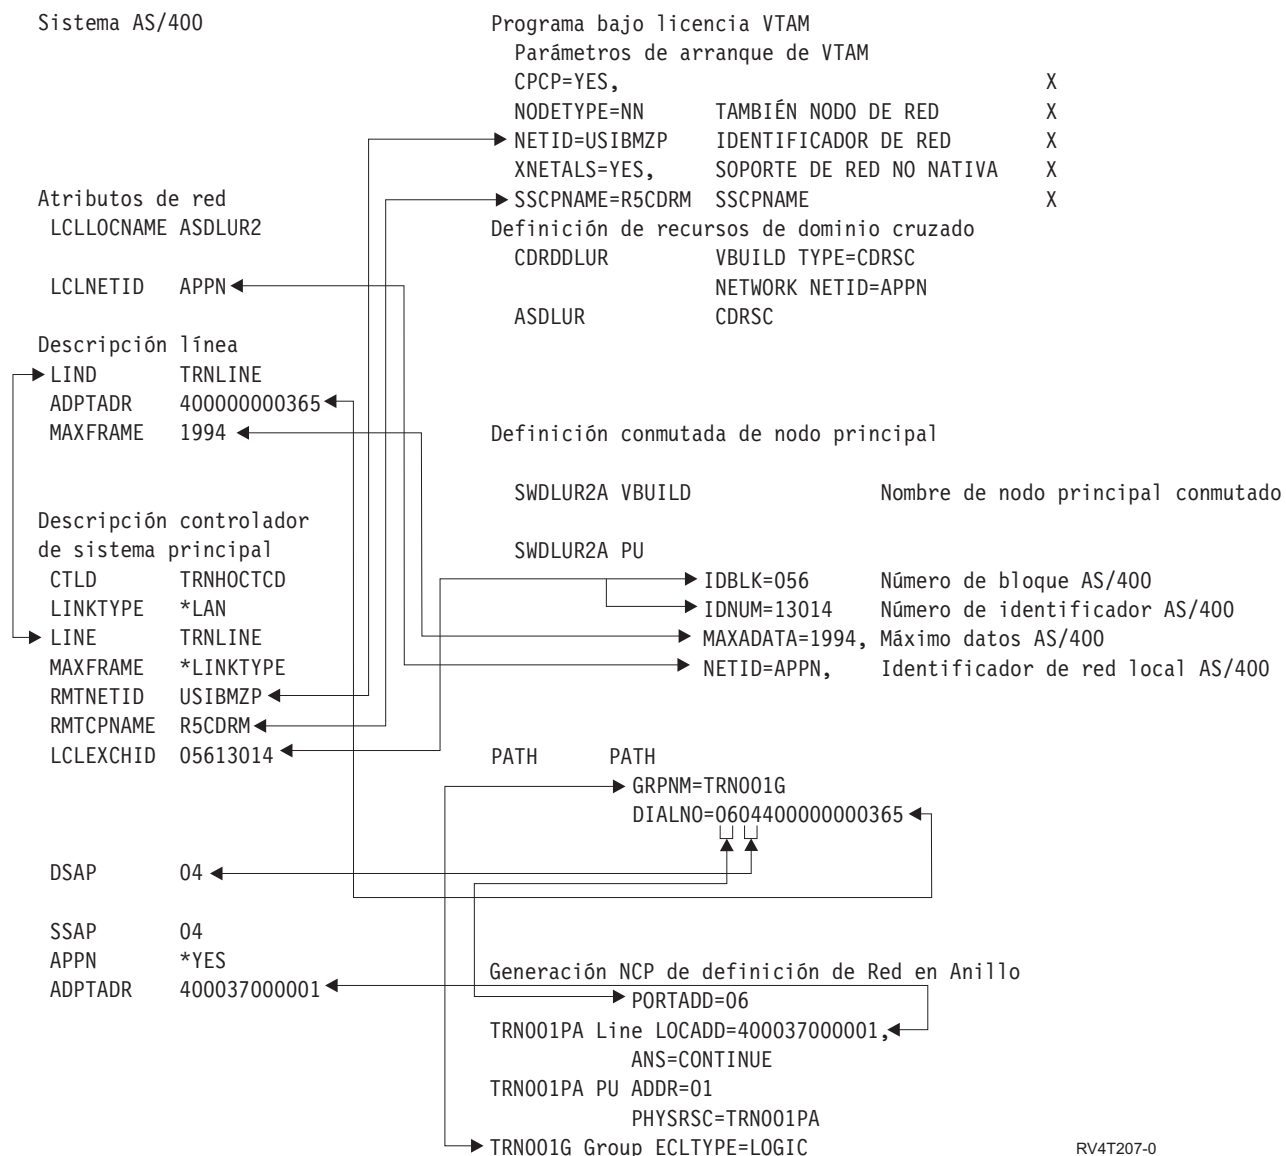 Sistema AS/400
Atributos de red
LCLLOCNAME ASDLUR2
LCLNETID APPN
Descripción línea
LIND TRNLINE
ADPTADR 400000000365
MAXFRAME 1994
Descripción controlador
de sistema principal
CTLD TRNHOCTCD
LINKTYPE *LAN
LINE TRNLINE
MAXFRAME *LINKTYPE
RMTNETID USIBMZP
RMTCPNAME R5CDRM
LCLEXCHID 05613014
DSAP 04
SSAP 04
APPN *YES
ADPTADR 400037000001
Programa bajo licencia VTAM
Parámetros de arranque de VTAM
CPCP=YES, X
NODETYPE=NN TAMBIÉN NODO DE RED X
NETID=USIBMZP IDENTIFICADOR DE RED X
XNETALS=YES, SOPORTE DE RED NO NATIVA X
SSCPNAME=R5CDRM SSCPNAME X
Definición de recursos de dominio cruzado
CDRDDLUR VBUILD TYPE=CDRSC
NETWORK NETID=APPN
ASDLUR CDRSC
Definición conmutada de nodo principal
SWDLUR2A VBUILD Nombre de nodo principal conmutado
SWDLUR2A PU
IDBLK=056 Número de bloque AS/400
IDNUM=13014 Número de identificador AS/400
MAXADATA=1994, Máximo datos AS/400
NETID=APPN, Identificador de red local AS/400
PATH PATH
GRPNM=TRN001G
DIALNO=0604400000000365
Generación NCP de definición de Red en Anillo
PORTADD=06
TRN001PA Line LOCADD=400037000001,
ANS=CONTINUE
TRN001PA PU ADDR=01
PHYSRSC=TRN001PA
TRN001G Group ECLTYPE=LOGIC
RV4T207-0